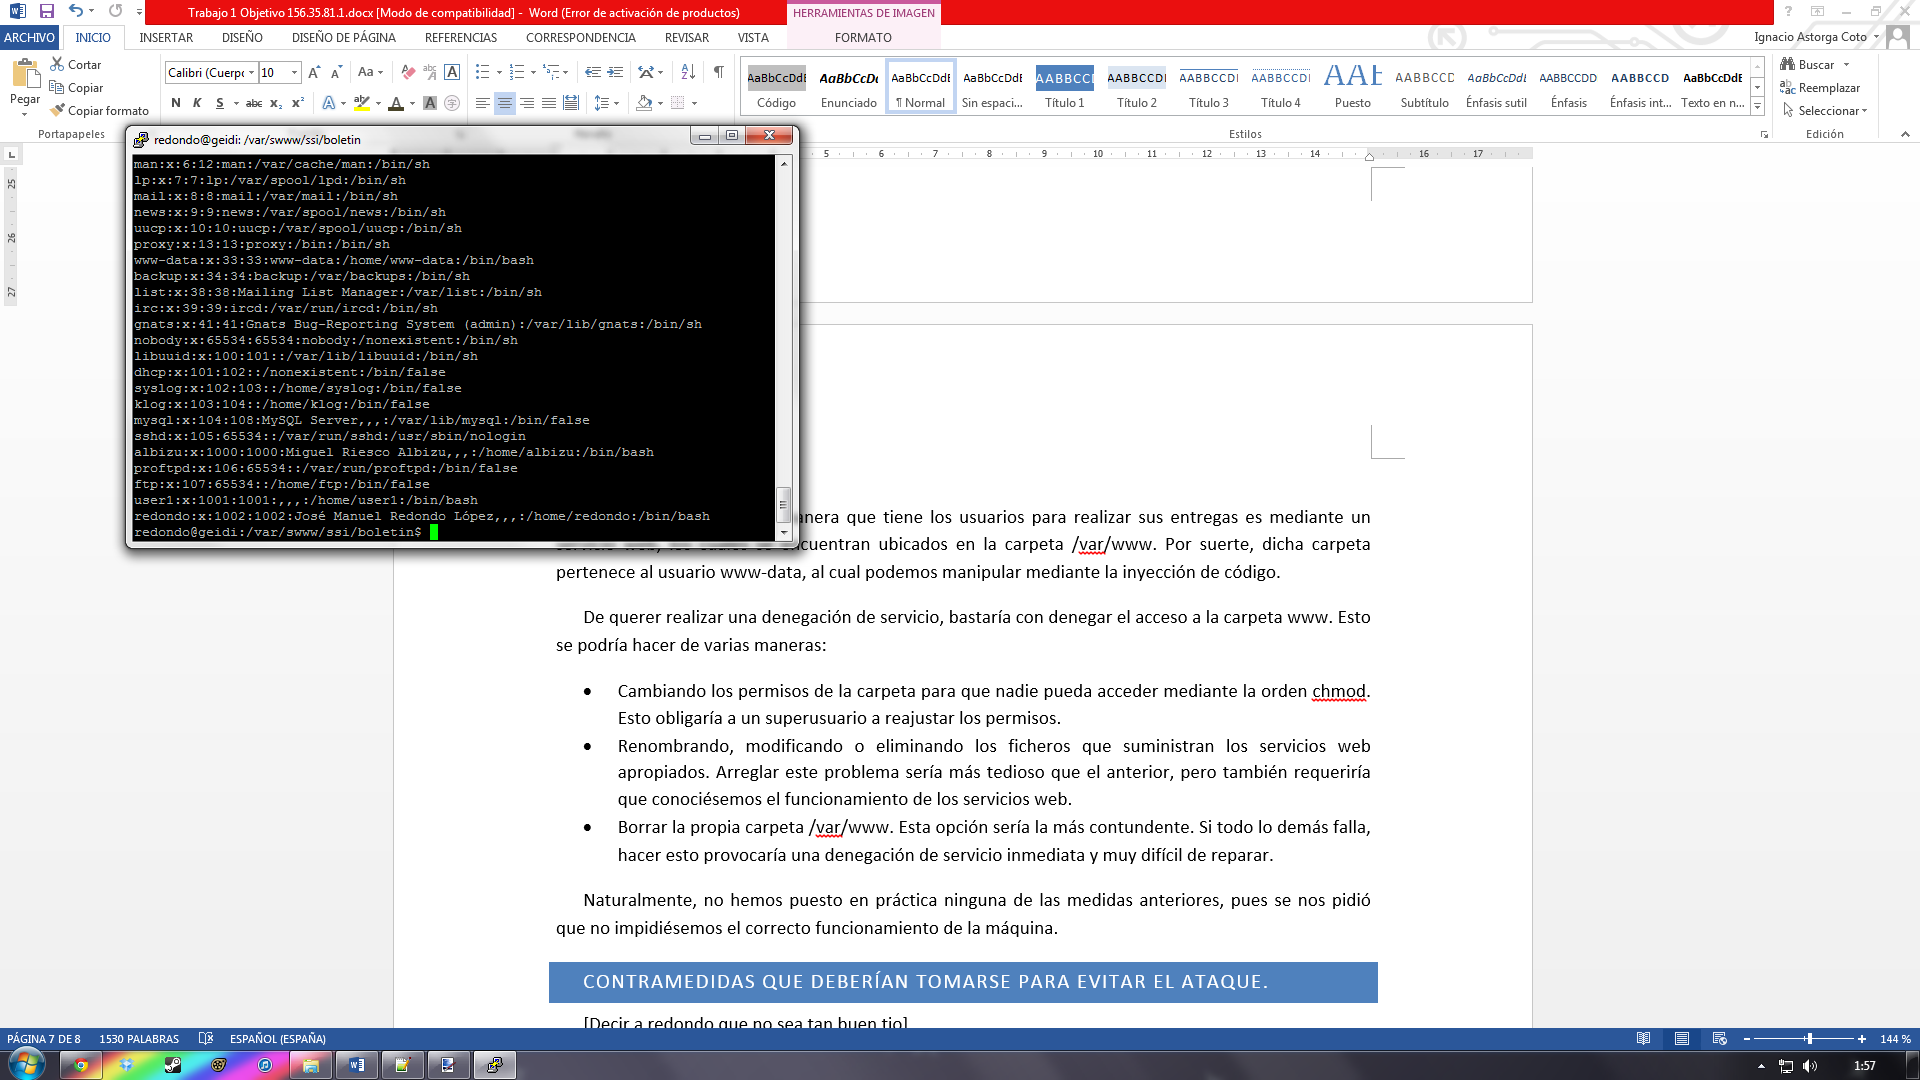 Trabajo 1 Objetivo 156.35.81.1.docx [Modo de compatibilidad] - Word (Error de activación de productos)
HERRAMIENTAS DE IMAGEN
ARCHIVO INICIO INSERTAR DISEÑO DISEÑO DE PÁGINA REFERENCIAS CORRESPONDENCIA REVISAR VISTA FORMATO
Ignacio Astorga Coto
Pegar
Cortar
Copiar
Copiar formato
Portapapeles
Calibri (Cuerpo 10
N K S abc x₂ x²
AaBbCcDdE Código
AaBbCcDc Enunciado
AaBbCcDdE ¶ Normal
AaBbCcDdE Sin espaci...
AABBCCI Título 1
AABBCCDI Título 2
AABBCCDI Título 3
AABBCCDI Título 4
AAE Puesto
AABBCCD Subtítulo
AaBbCcDdE Énfasis sutil
AABBCCDD Énfasis
AABBCCD Énfasis int...
AaBbCcDdE Texto en n...
Estilos
Buscar
Reemplazar
Seleccionar
Edición
redondo@geidi: /var/swww/ssi/boletin
5 6 7 8 9 10 11 12 13 14 16 17
25
26
27
man:x:6:12:man:/var/cache/man:/bin/sh
lp:x:7:7:lp:/var/spool/lpd:/bin/sh
mail:x:8:8:mail:/var/mail:/bin/sh
news:x:9:9:news:/var/spool/news:/bin/sh
uucp:x:10:10:uucp:/var/spool/uucp:/bin/sh
proxy:x:13:13:proxy:/bin:/bin/sh
www-data:x:33:33:www-data:/home/www-data:/bin/bash
backup:x:34:34:backup:/var/backups:/bin/sh
list:x:38:38:Mailing List Manager:/var/list:/bin/sh
irc:x:39:39:ircd:/var/run/ircd:/bin/sh
gnats:x:41:41:Gnats Bug-Reporting System (admin):/var/lib/gnats:/bin/sh
nobody:x:65534:65534:nobody:/nonexistent:/bin/sh
libuuid:x:100:101::/var/lib/libuuid:/bin/sh
dhcp:x:101:102::/nonexistent:/bin/false
syslog:x:102:103::/home/syslog:/bin/false
klog:x:103:104::/home/klog:/bin/false
mysql:x:104:108:MySQL Server,,,:/var/lib/mysql:/bin/false
sshd:x:105:65534::/var/run/sshd:/usr/sbin/nologin
albizu:x:1000:1000:Miguel Riesco Albizu,,,:/home/albizu:/bin/bash
proftpd:x:106:65534::/var/run/proftpd:/bin/false
ftp:x:107:65534::/home/ftp:/bin/false
user1:x:1001:1001:,,,:/home/user1:/bin/bash
redondo:x:1002:1002:José Manuel Redondo López,,,:/home/redondo:/bin/bash
redondo@geidi:/var/swww/ssi/boletin$
nera que tiene los usuarios para realizar sus entregas es mediante un
encuentran ubicados en la carpeta /var/www. Por suerte, dicha carpeta
pertenece al usuario www-data, al cual podemos manipular mediante la inyección de código.
De querer realizar una denegación de servicio, bastaría con denegar el acceso a la carpeta www. Esto
se podría hacer de varias maneras:
• Cambiando los permisos de la carpeta para que nadie pueda acceder mediante la orden chmod.
Esto obligaría a un superusuario a reajustar los permisos.
• Renombrando, modificando o eliminando los ficheros que suministran los servicios web
apropiados. Arreglar este problema sería más tedioso que el anterior, pero también requeriría
que conociésemos el funcionamiento de los servicios web.
• Borrar la propia carpeta /var/www. Esta opción sería la más contundente. Si todo lo demás falla,
hacer esto provocaría una denegación de servicio inmediata y muy difícil de reparar.
Naturalmente, no hemos puesto en práctica ninguna de las medidas anteriores, pues se nos pidió
que no impidiésemos el correcto funcionamiento de la máquina.
CONTRAMEDIDAS QUE DEBERÍAN TOMARSE PARA EVITAR EL ATAQUE.
[Decir a redondo que no sea tan buen tio]
PÁGINA 7 DE 8 1530 PALABRAS ESPAÑOL (ESPAÑA) 144 %
1:57